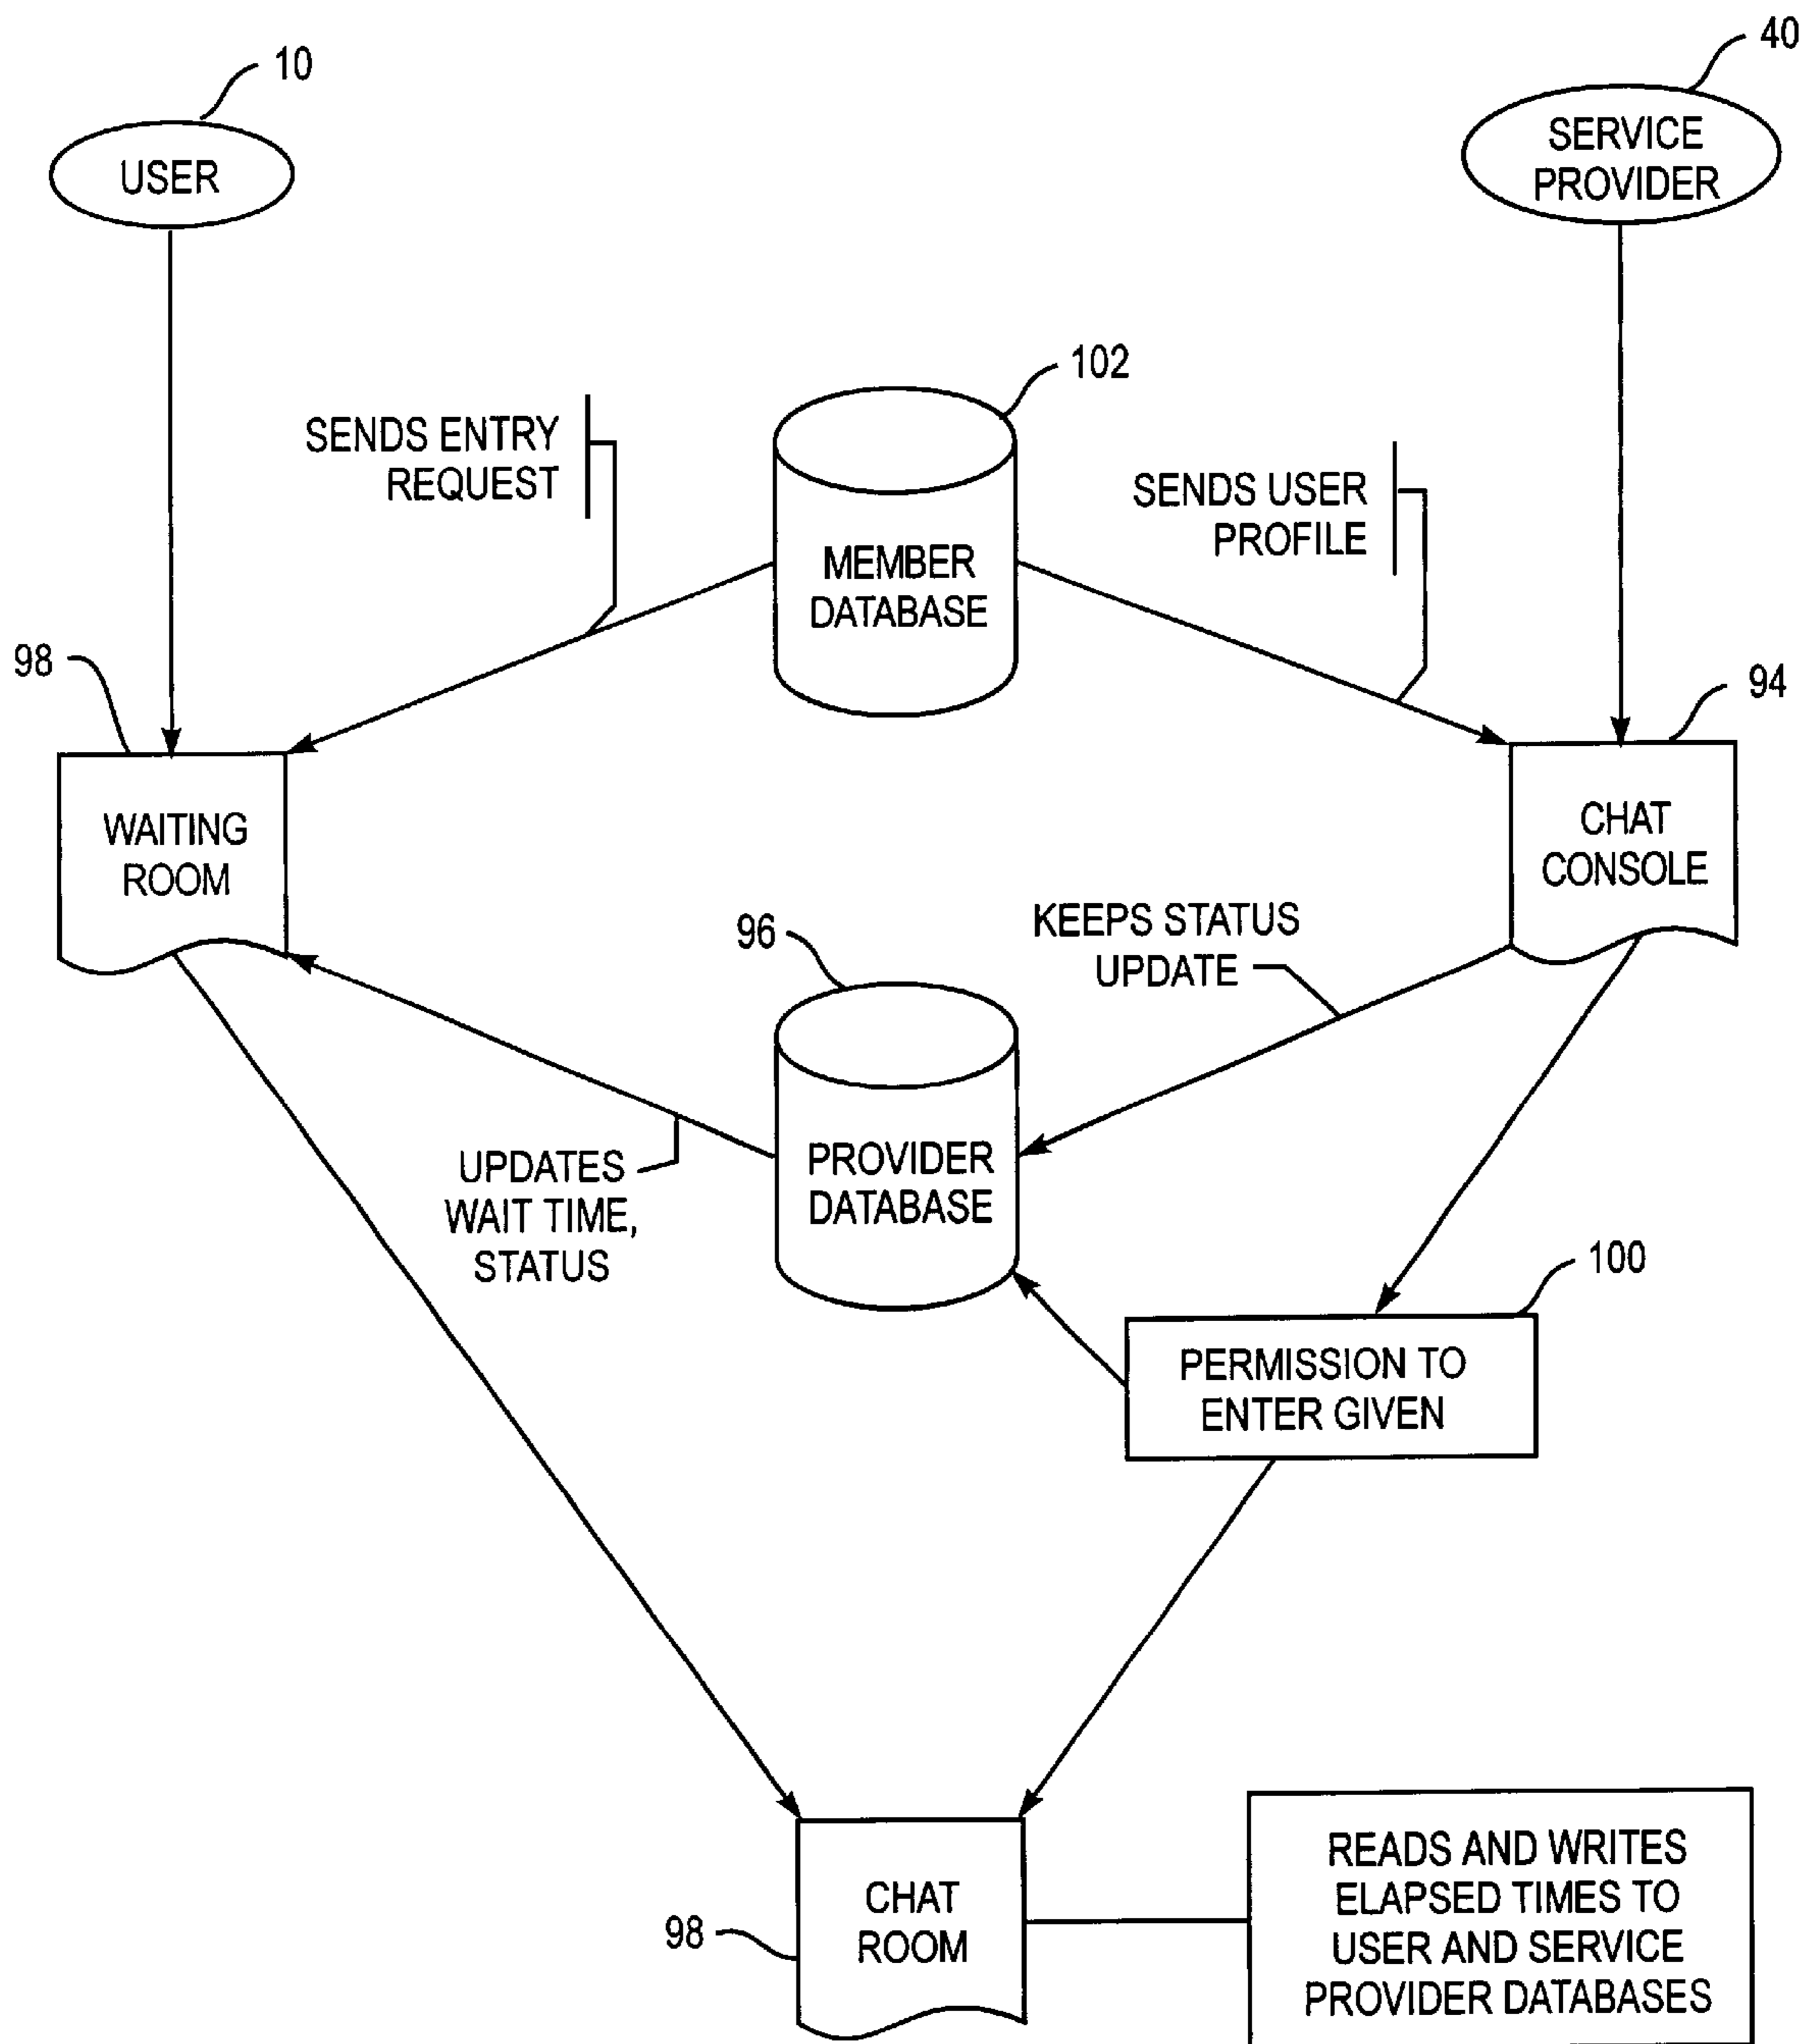 10
40
USER
SERVICE
PROVIDER
102
SENDS ENTRY
REQUEST
SENDS USER
PROFILE
MEMBER
DATABASE
98
94
WAITING
ROOM
CHAT
CONSOLE
96
KEEPS STATUS
UPDATE
UPDATES
WAIT TIME,
STATUS
PROVIDER
DATABASE
100
PERMISSION TO
ENTER GIVEN
98
CHAT
ROOM
READS AND WRITES
ELAPSED TIMES TO
USER AND SERVICE
PROVIDER DATABASES